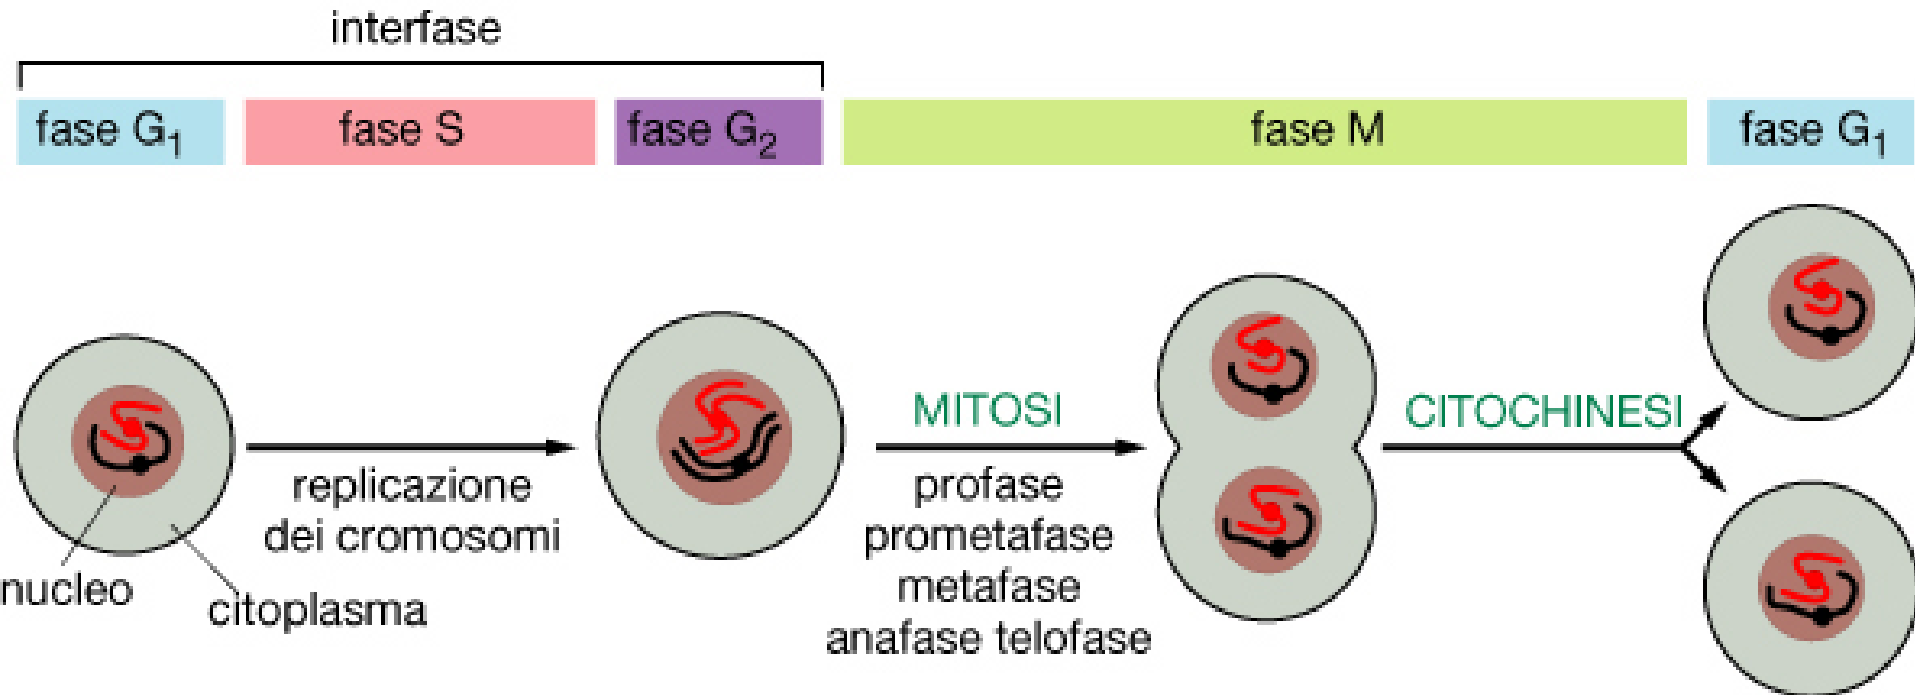 interfase
fase G₁
fase S
fase G₂
fase M
fase G₁
MITOSI
CITOCHINESI
replicazione
dei cromosomi
profase
prometafase
metafase
anafase telofase
nucleo
citoplasma